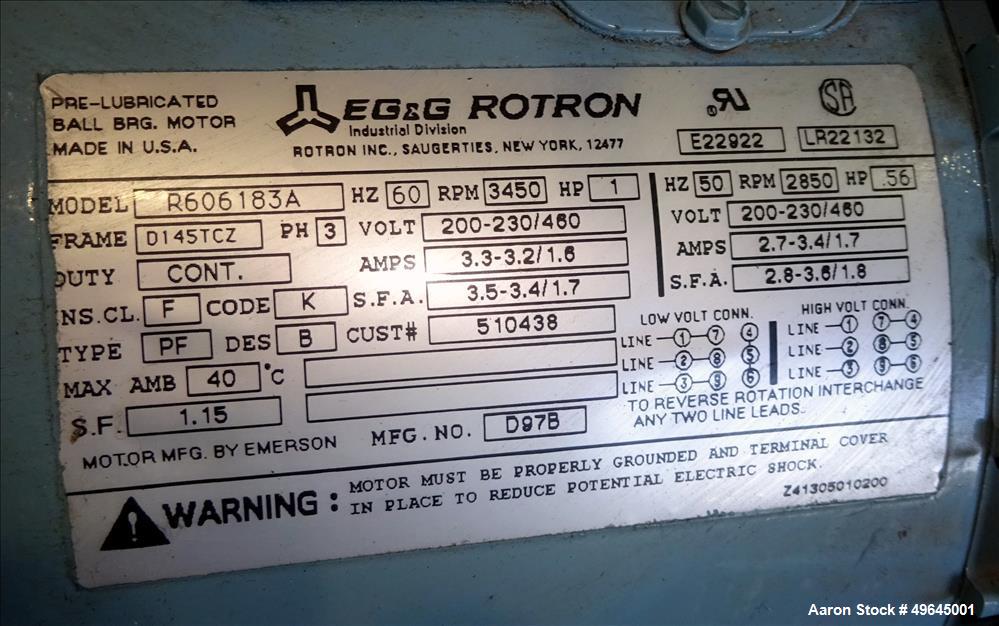 PRE-LUBRICATED
BALL BRG. MOTOR
MADE IN U.S.A.
EG&G ROTRON
Industrial Division
ROTRON INC., SAUGERTIES, NEW YORK, 12477
®RU
E22922
SA
LR22132
MODEL R606183A HZ 60 RPM 3450 HP 1
FRAME D145TCZ PH 3 VOLT 200-230/460
DUTY CONT. AMPS 3.3-3.2/1.6
INS.CL. F CODE K S.F.A. 3.5-3.4/1.7
TYPE PF DES B CUST# 510438
MAX AMB 40 °C
S.F. 1.15
HZ 50 RPM 2850 HP .56
VOLT 200-230/460
AMPS 2.7-3.4/1.7
S.F.A. 2.8-3.6/1.8
LOW VOLT CONN.
LINE 1 7 4
LINE 2 8 5
LINE 3 9 6
HIGH VOLT CONN.
LINE 1 7 4
LINE 2 8 5
LINE 3 9 6
TO REVERSE ROTATION INTERCHANGE
ANY TWO LINE LEADS.
MOTOR MFG. BY EMERSON MFG. NO. D97B
WARNING: MOTOR MUST BE PROPERLY GROUNDED AND TERMINAL COVER
IN PLACE TO REDUCE POTENTIAL ELECTRIC SHOCK.
Z41305010200
Aaron Stock # 49645001